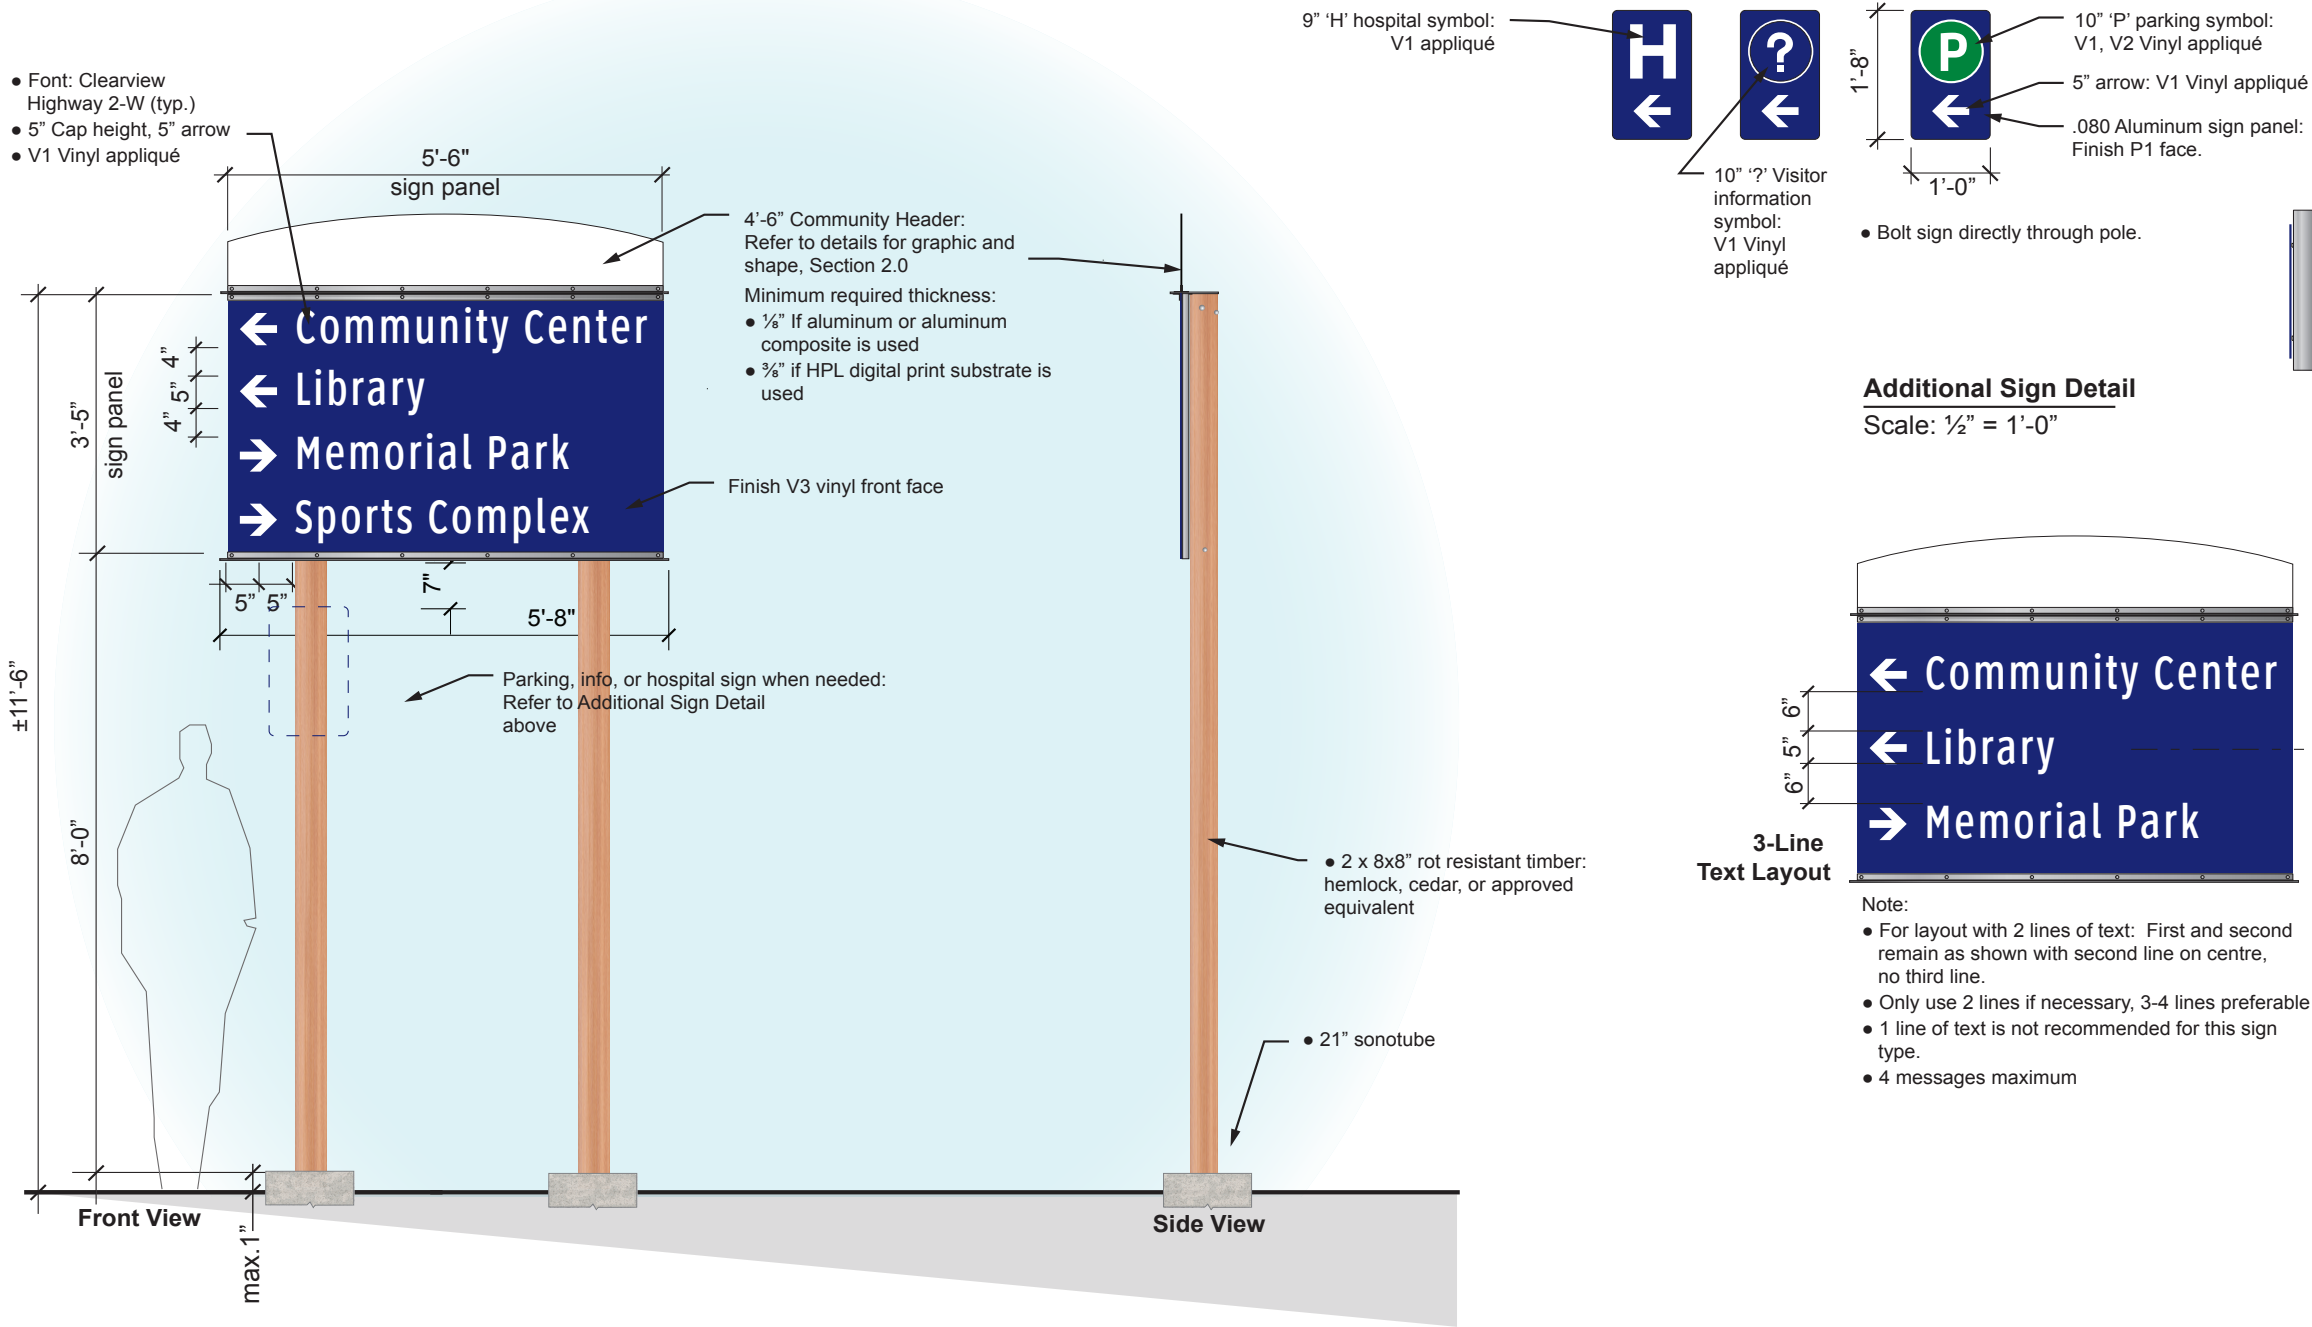 ● Font: Clearview
Highway 2-W (typ.)
● 5” Cap height, 5” arrow
● V1 Vinyl appliqué
5'-6"
sign panel
4’-6” Community Header:
Refer to details for graphic and
shape, Section 2.0
Minimum required thickness:
● ⅛” If aluminum or aluminum
composite is used
● ⅜” if HPL digital print substrate is
used
← Community Center
← Library
→ Memorial Park
→ Sports Complex
4”
5”
4”
3’-5”
sign panel
Finish V3 vinyl front face
5”
5”
7"
5'-8"
±11’-6”
8’-0”
Parking, info, or hospital sign when needed:
Refer to Additional Sign Detail
above
● 2 x 8x8” rot resistant timber:
hemlock, cedar, or approved
equivalent
● 21” sonotube
Front View
max.1”
Side View
9” ‘H’ hospital symbol:
V1 appliqué
H
←
?
←
10” ‘?’ Visitor
information
symbol:
V1 Vinyl
appliqué
1’-8”
P
←
1’-0”
10” ‘P’ parking symbol:
V1, V2 Vinyl appliqué
5” arrow: V1 Vinyl appliqué
.080 Aluminum sign panel:
Finish P1 face.
● Bolt sign directly through pole.
Additional Sign Detail
Scale: ½” = 1’-0”
← Community Center
← Library
→ Memorial Park
6”
5”
6”
3-Line
Text Layout
Note:
● For layout with 2 lines of text: First and second
remain as shown with second line on centre,
no third line.
● Only use 2 lines if necessary, 3-4 lines preferable
● 1 line of text is not recommended for this sign
type.
● 4 messages maximum